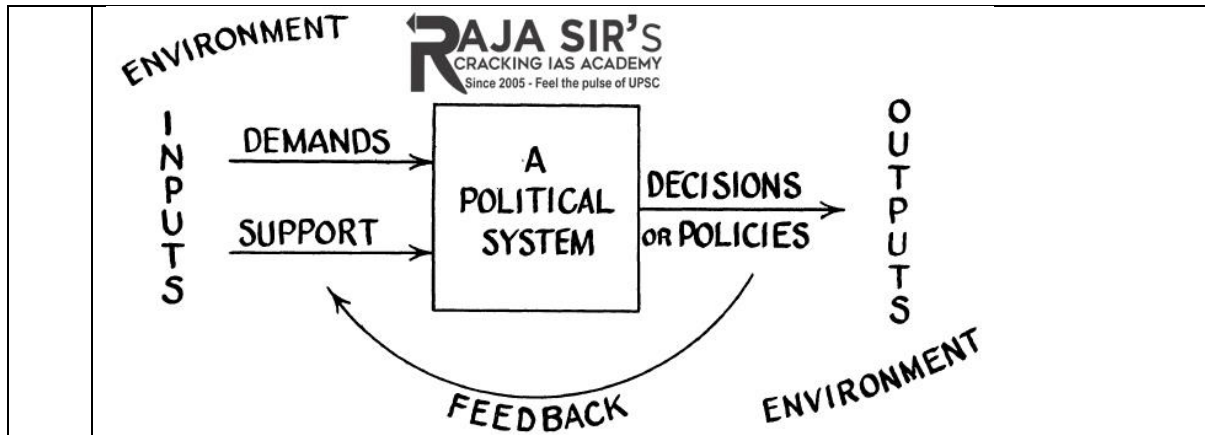 ENVIRONMENT
RAJA SIR'S
CRACKING IAS ACADEMY
Since 2005 - Feel the pulse of UPSC
INPUTS
DEMANDS
SUPPORT
A
POLITICAL
SYSTEM
DECISIONS
OR POLICIES
OUTPUTS
FEEDBACK
ENVIRONMENT